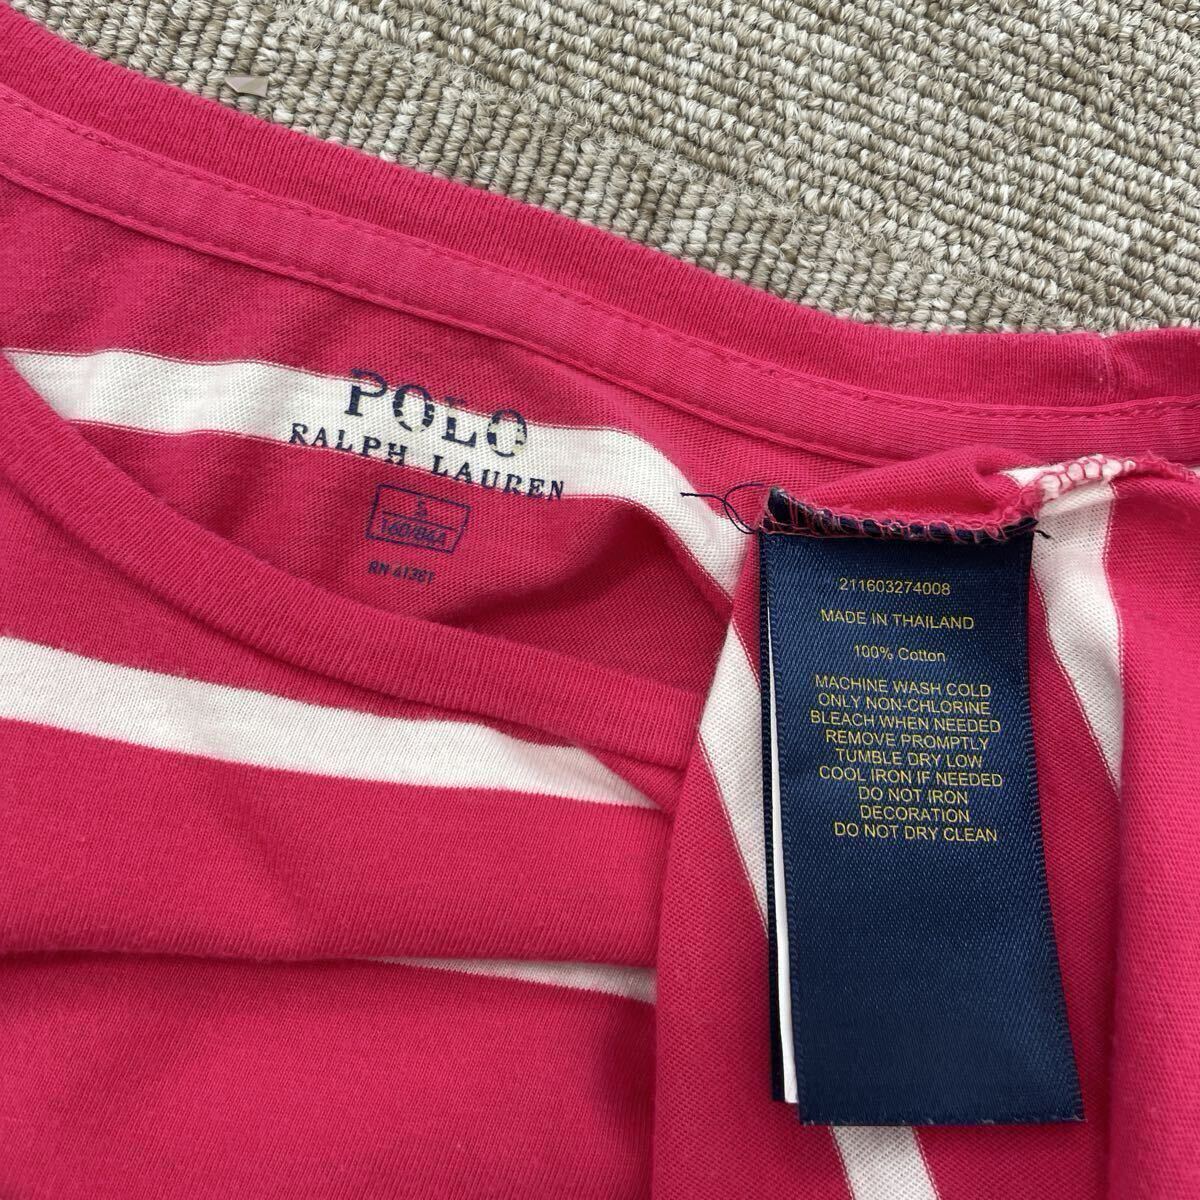 POLO
RALPH LAUREN
S
160/84A
RN 41381
211603274008
MADE IN THAILAND
100% Cotton
MACHINE WASH COLD
ONLY NON-CHLORINE
BLEACH WHEN NEEDED
REMOVE PROMPTLY
TUMBLE DRY LOW
COOL IRON IF NEEDED
DO NOT IRON
DECORATION
DO NOT DRY CLEAN